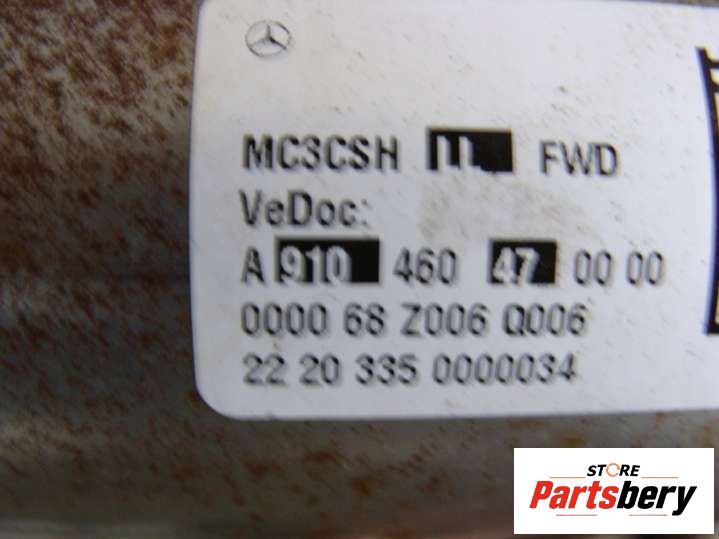 MC3CSH LL FWD
VeDoc:
A 910 460 47 00 00
0000 68 Z006 Q006
22 20 335 0000034
STORE
Partsbery